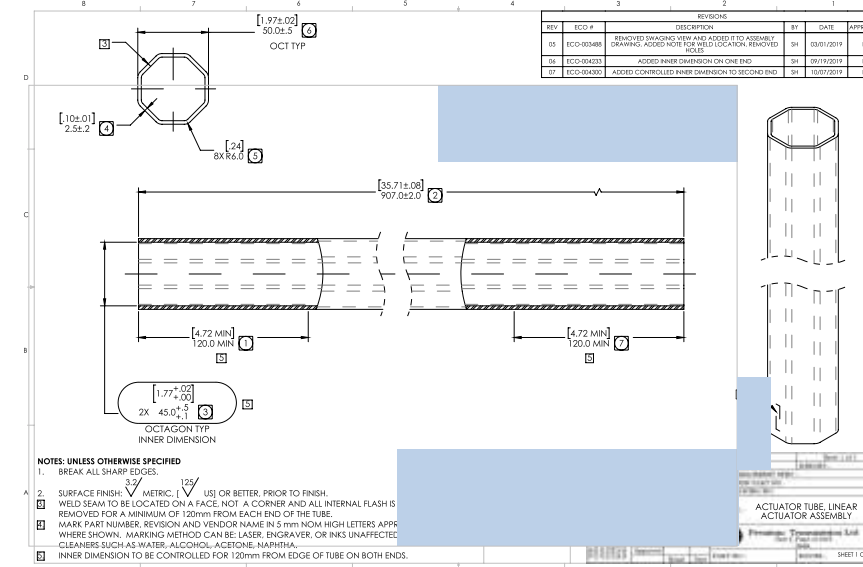 8 7 6 5 4 3 2 1
REVISIONS
REV ECO # DESCRIPTION BY DATE APPR
05 ECO-003488 REMOVED SWAGING VIEW AND ADDED IT TO ASSEMBLY SH 03/01/2019
DRAWING, ADDED NOTE FOR WELD LOCATION, REMOVED
HOLES
06 ECO-004233 ADDED INNER DIMENSION ON ONE END SH 09/19/2019
07 ECO-004300 ADDED CONTROLLED INNER DIMENSION TO SECOND END SH 10/07/2019
[1.97±.02]
50.0±.5 6
OCT TYP
3
D
[.10±.01]
2.5±.2 4
[.24]
8X R6.0 5
[35.71±.08]
907.0±2.0 2
C
[4.72 MIN]
120.0 MIN 1
5
[4.72 MIN]
120.0 MIN 7
5
B
[1.77+.02 +.00]
2X 45.0+.5 +.1 3
5
OCTAGON TYP
INNER DIMENSION
NOTES: UNLESS OTHERWISE SPECIFIED
1. BREAK ALL SHARP EDGES.
3.2 125
A
2. SURFACE FINISH: METRIC, [ US] OR BETTER, PRIOR TO FINISH.
3 WELD SEAM TO BE LOCATED ON A FACE, NOT A CORNER AND ALL INTERNAL FLASH IS
REMOVED FOR A MINIMUM OF 120mm FROM EACH END OF THE TUBE.
4 MARK PART NUMBER, REVISION AND VENDOR NAME IN 5 mm NOM HIGH LETTERS APPR
WHERE SHOWN. MARKING METHOD CAN BE: LASER, ENGRAVER, OR INKS UNAFFECTED
CLEANERS SUCH AS WATER, ALCOHOL, ACETONE, NAPHTHA.
5 INNER DIMENSION TO BE CONTROLLED FOR 120mm FROM EDGE OF TUBE ON BOTH ENDS.
ACTUATOR TUBE, LINEAR
ACTUATOR ASSEMBLY
SHEET 1 O